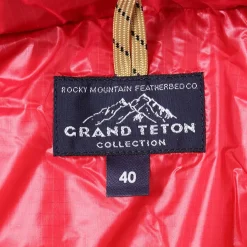 ROCKY MOUNTAIN FEATHERBED CO.
GRAND TETON
COLLECTION
40